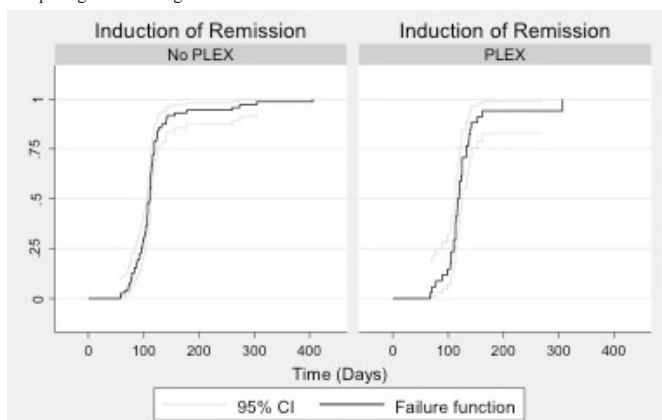 Induction of Remission
No PLEX
Induction of Remission
PLEX
1
.75
.5
.25
0
0 100 200 300 400
0 100 200 300 400
Time (Days)
95% CI Failure function